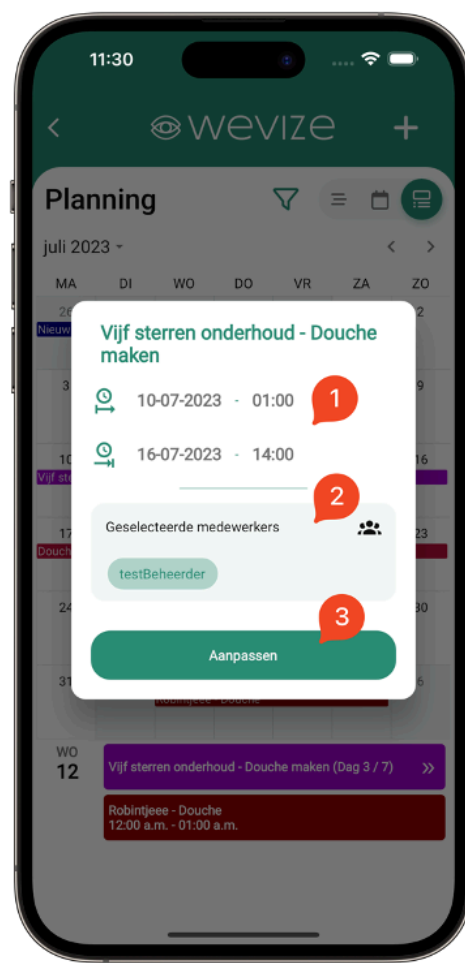 11:30
wevize
Planning
juli 2023
MA DI WO DO VR ZA ZO
26 2
Nieuw
Vijf sterren onderhoud - Douche
maken
3 9
10-07-2023 - 01:00 1
16-07-2023 - 14:00
10 16
Vijf ste
2
Geselecteerde medewerkers
17 23
Douch
testBeheerder
24 30
3
Aanpassen
31 6
Robintjeee - Douche
WO
12
Vijf sterren onderhoud - Douche maken (Dag 3 / 7)
Robintjeee - Douche
12:00 a.m. - 01:00 a.m.